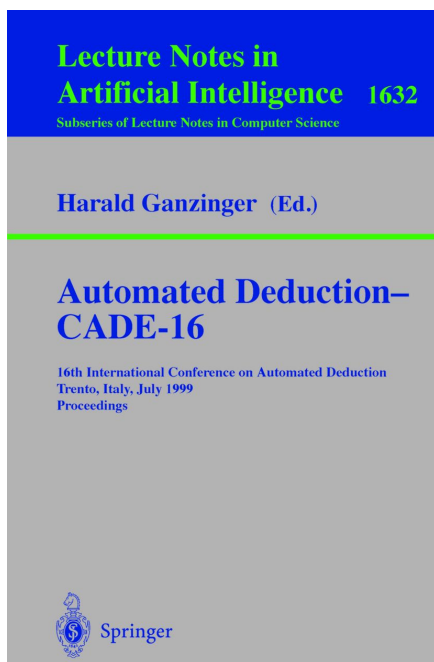 Lecture Notes in
Artificial Intelligence 1632
Subseries of Lecture Notes in Computer Science
Harald Ganzinger (Ed.)
Automated Deduction–
CADE-16
16th International Conference on Automated Deduction
Trento, Italy, July 1999
Proceedings
Springer